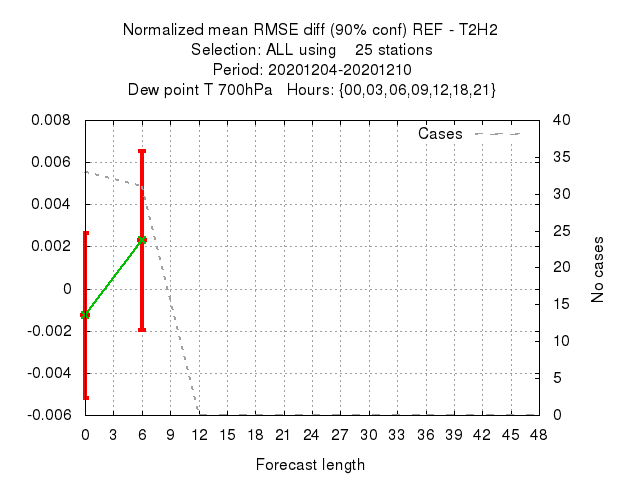 Normalized mean RMSE diff (90% conf) REF - T2H2
Selection: ALL using    25 stations
Period: 20201204-20201210
Dew point T 700hPa   Hours: {00,03,06,09,12,18,21}
Cases
0.008
0.006
0.004
0.002
0
-0.002
-0.004
-0.006
40
35
30
25
20
15
10
5
0
No cases
0 3 6 9 12 15 18 21 24 27 30 33 36 39 42 45 48
Forecast length